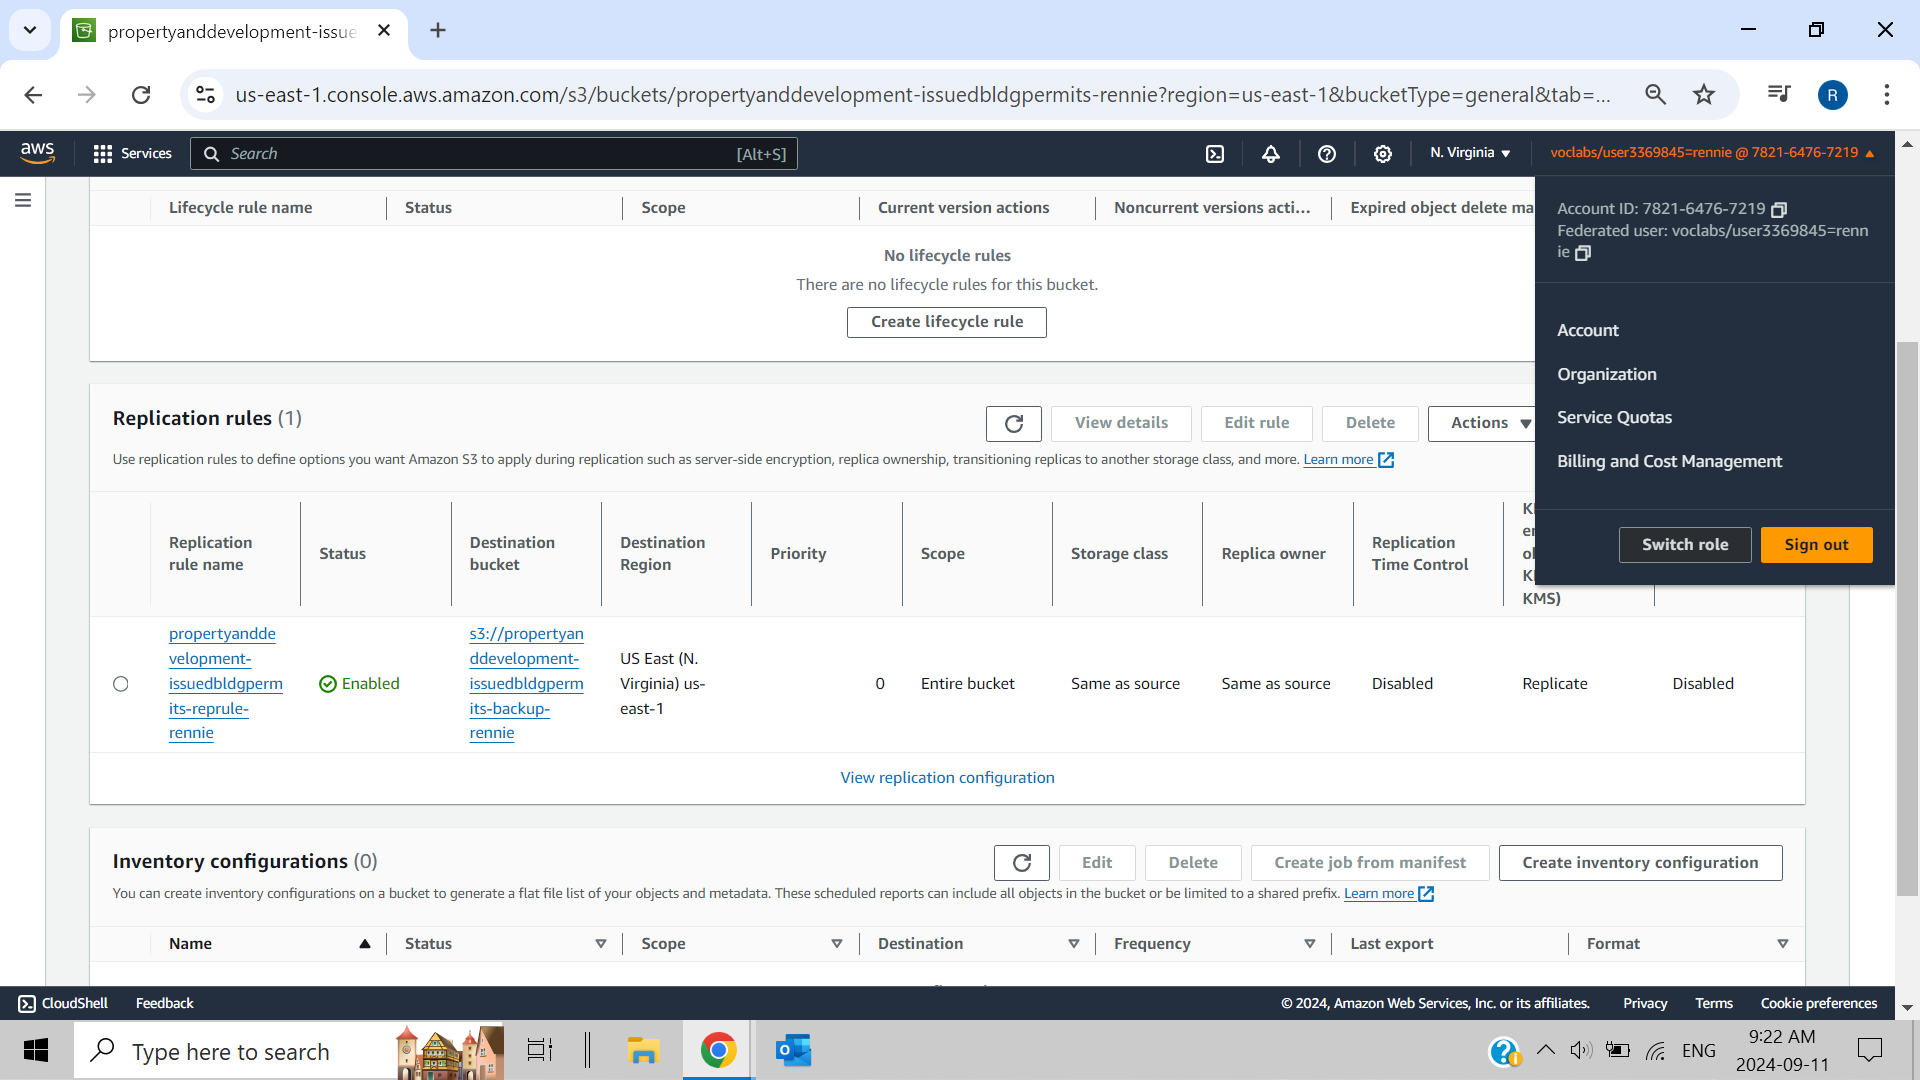 propertyanddevelopment-issue
us-east-1.console.aws.amazon.com/s3/buckets/propertyanddevelopment-issuedbldgpermits-rennie?region=us-east-1&bucketType=general&tab=...
R
aws
Services
Search
[Alt+S]
N. Virginia
voclabs/user3369845=rennie @ 7821-6476-7219
Account ID: 7821-6476-7219
Federated user: voclabs/user3369845=renn
ie
Account
Organization
Service Quotas
Billing and Cost Management
Switch role
Sign out
Lifecycle rule name
Status
Scope
Current version actions
Noncurrent versions acti...
Expired object delete ma
No lifecycle rules
There are no lifecycle rules for this bucket.
Create lifecycle rule
Replication rules (1)
View details
Edit rule
Delete
Actions
Use replication rules to define options you want Amazon S3 to apply during replication such as server-side encryption, replica ownership, transitioning replicas to another storage class, and more. Learn more
Replication
rule name
Status
Destination
bucket
Destination
Region
Priority
Scope
Storage class
Replica owner
Replication
Time Control
KMS)
propertyandde
velopment-
issuedbldgperm
its-reprule-
rennie
Enabled
s3://propertyan
ddevelopment-
issuedbldgperm
its-backup-
rennie
US East (N.
Virginia) us-
east-1
0
Entire bucket
Same as source
Same as source
Disabled
Replicate
Disabled
View replication configuration
Inventory configurations (0)
Edit
Delete
Create job from manifest
Create inventory configuration
You can create inventory configurations on a bucket to generate a flat file list of your objects and metadata. These scheduled reports can include all objects in the bucket or be limited to a shared prefix. Learn more
Name
Status
Scope
Destination
Frequency
Last export
Format
CloudShell
Feedback
© 2024, Amazon Web Services, Inc. or its affiliates.
Privacy
Terms
Cookie preferences
Type here to search
ENG
9:22 AM
2024-09-11